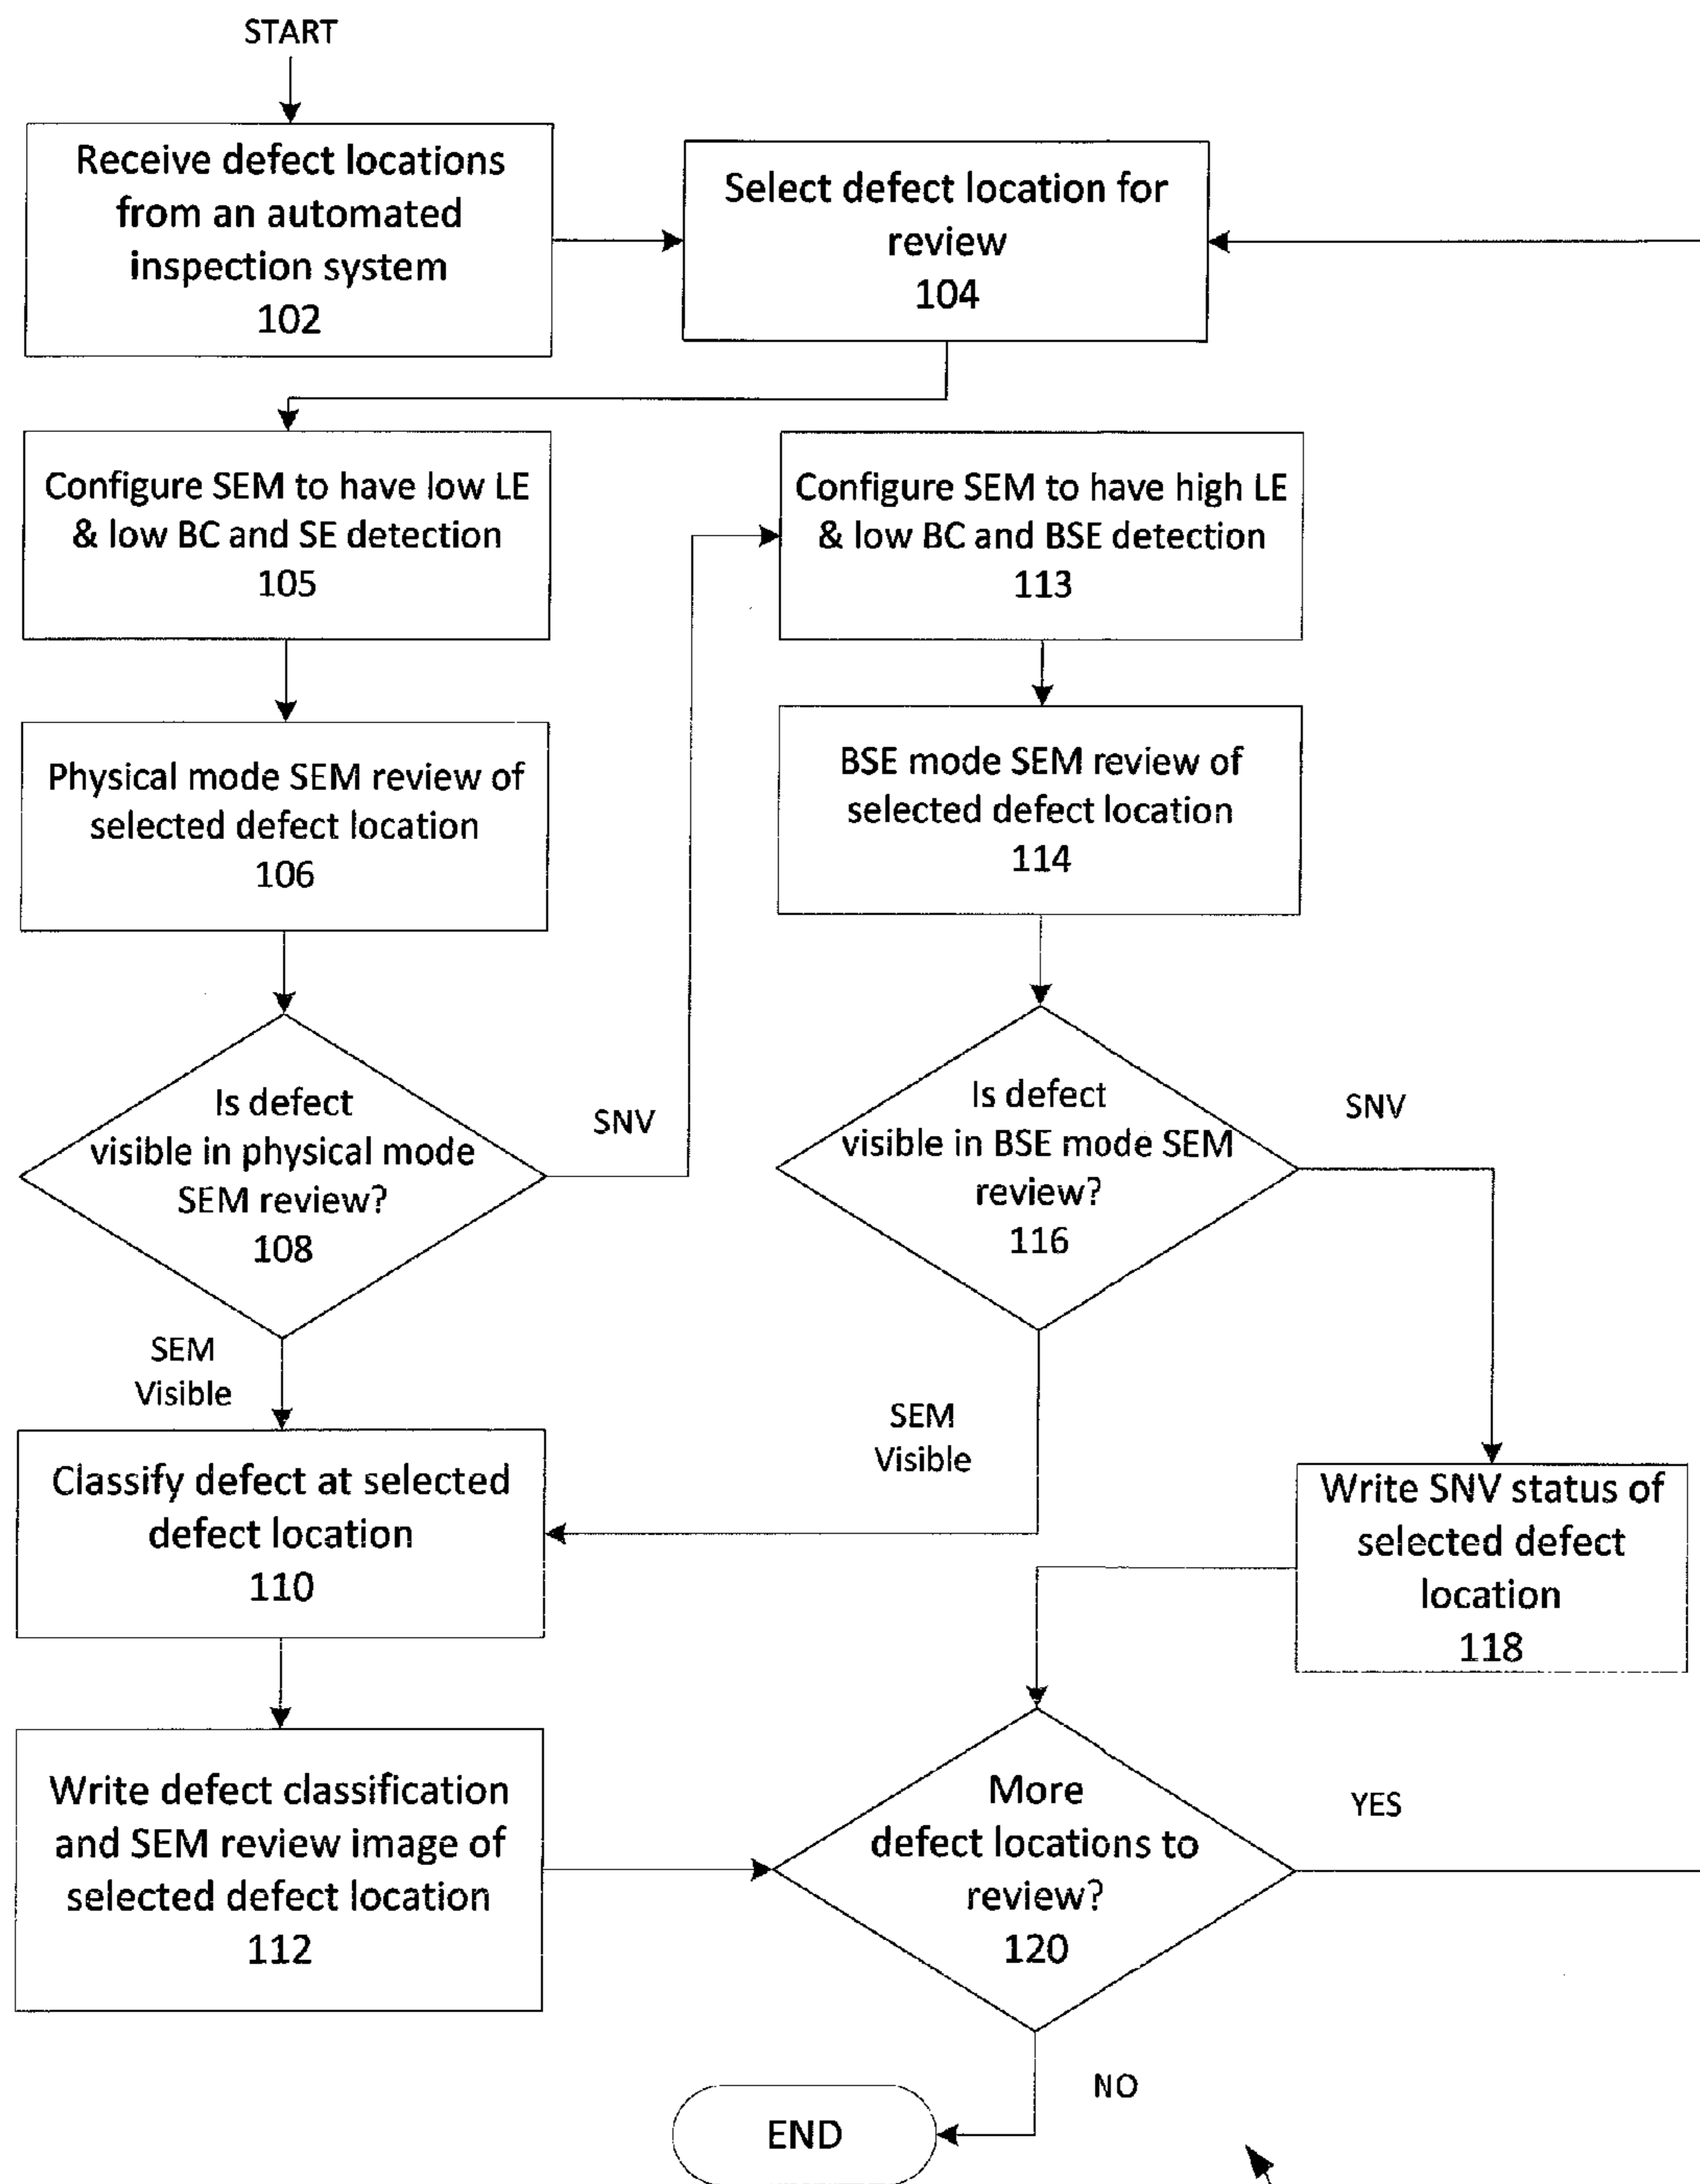 START
Receive defect locations
from an automated
inspection system
102
Select defect location for
review
104
Configure SEM to have low LE
& low BC and SE detection
105
Configure SEM to have high LE
& low BC and BSE detection
113
Physical mode SEM review of
selected defect location
106
BSE mode SEM review of
selected defect location
114
Is defect
visible in physical mode
SEM review?
108
SNV
Is defect
visible in BSE mode SEM
review?
116
SNV
SEM
Visible
SEM
Visible
Classify defect at selected
defect location
110
Write SNV status of
selected defect
location
118
Write defect classification
and SEM review image of
selected defect location
112
More
defect locations to
review?
120
YES
NO
END